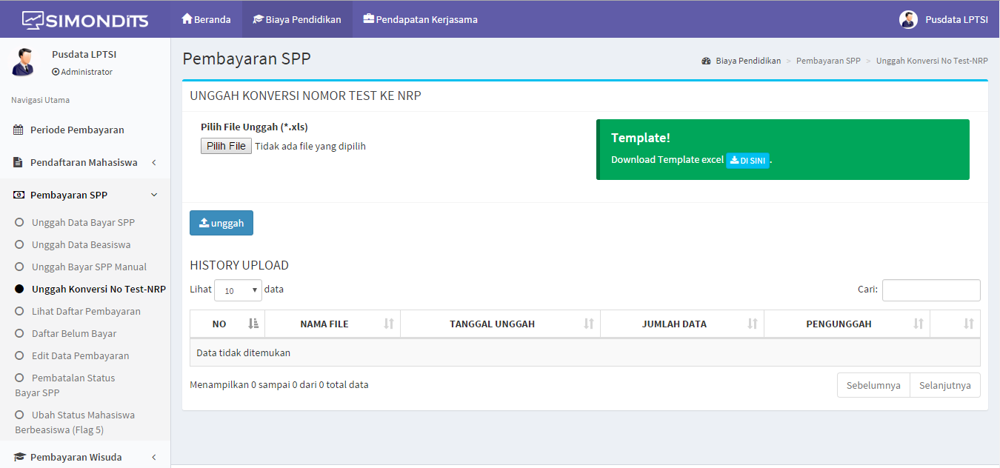 SIMONDITS
Beranda
Biaya Pendidikan
Pendapatan Kerjasama
Pusdata LPTSI
Pusdata LPTSI
Administrator
Navigasi Utama
Periode Pembayaran
Pendaftaran Mahasiswa
Pembayaran SPP
Unggah Data Bayar SPP
Unggah Data Beasiswa
Unggah Bayar SPP Manual
Unggah Konversi No Test-NRP
Lihat Daftar Pembayaran
Daftar Belum Bayar
Edit Data Pembayaran
Pembatalan Status
Bayar SPP
Ubah Status Mahasiswa
Berbeasiswa (Flag 5)
Pembayaran Wisuda
Pembayaran SPP
Biaya Pendidikan > Pembayaran SPP > Unggah Konversi No Test-NRP
UNGGAH KONVERSI NOMOR TEST KE NRP
Pilih File Unggah (*.xls)
Pilih File Tidak ada file yang dipilih
Template!
Download Template excel DI SINI.
unggah
HISTORY UPLOAD
Lihat 10 data
Cari:
NO NAMA FILE TANGGAL UNGGAH JUMLAH DATA PENGUNGGAH
Data tidak ditemukan
Menampilkan 0 sampai 0 dari 0 total data
Sebelumnya Selanjutnya